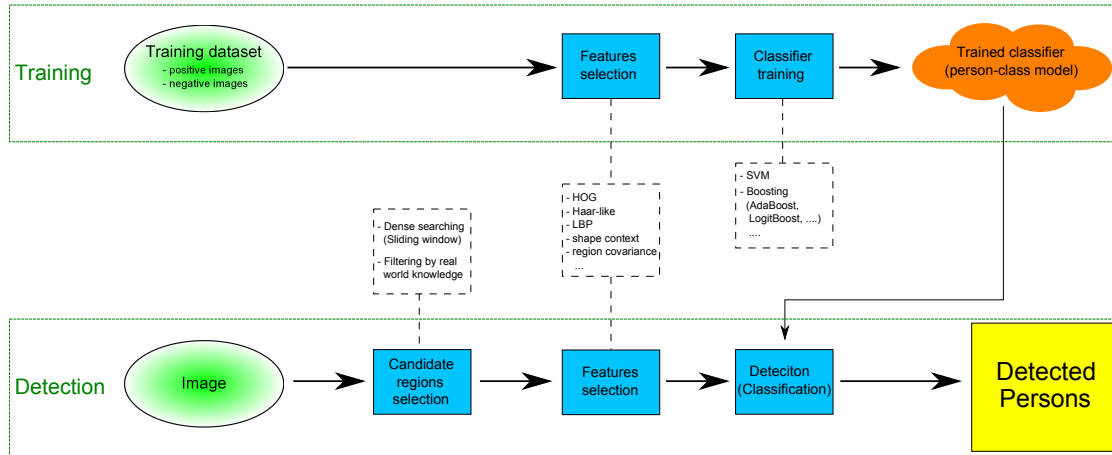 Training
Training dataset
- positive images
- negative images
Features
selection
Classifier
training
Trained classifier
(person-class model)
- Dense searching
(Sliding window)
- Filtering by real
world knowledge
- HOG
- Haar-like
- LBP
- shape context
- region covariance
...
- SVM
- Boosting
(AdaBoost,
LogitBoost, ....)
....
Detection
Image
Candidate
regions
selection
Features
selection
Deteciton
(Classification)
Detected
Persons